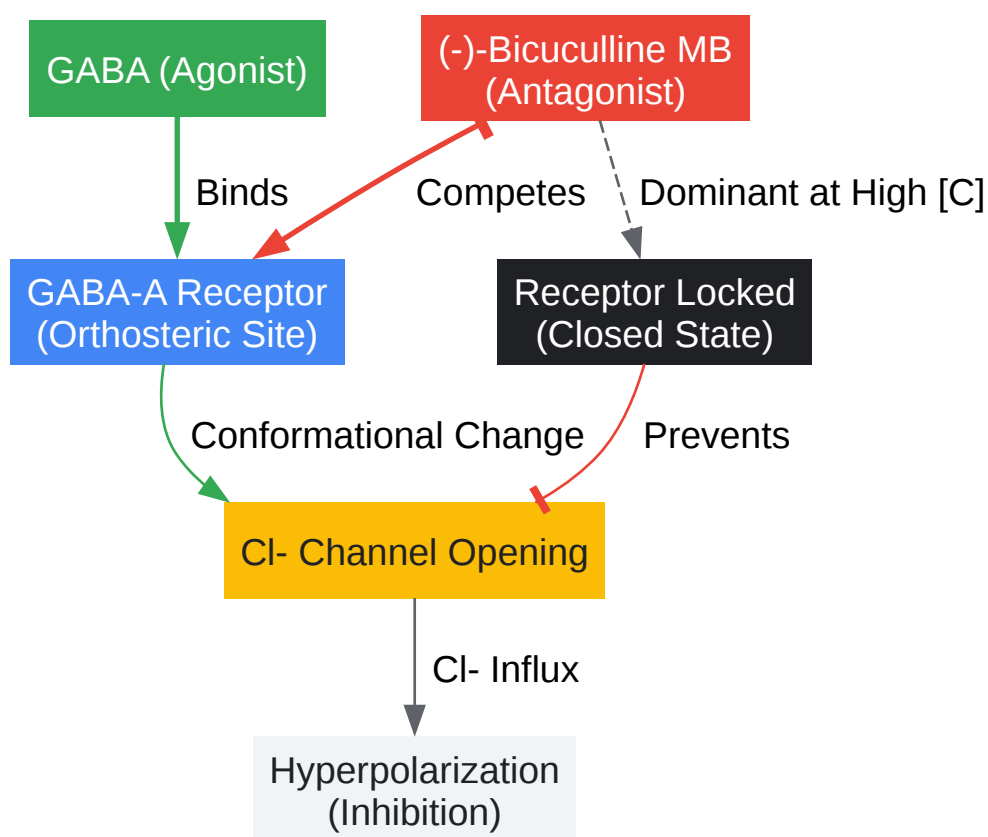 GABA (Agonist)
(-)-Bicuculline MB
(Antagonist)
Binds
Competes
Dominant at High [C]
GABA-A Receptor
(Orthosteric Site)
Receptor Locked
(Closed State)
Conformational Change
Prevents
Cl- Channel Opening
Cl- Influx
Hyperpolarization
(Inhibition)